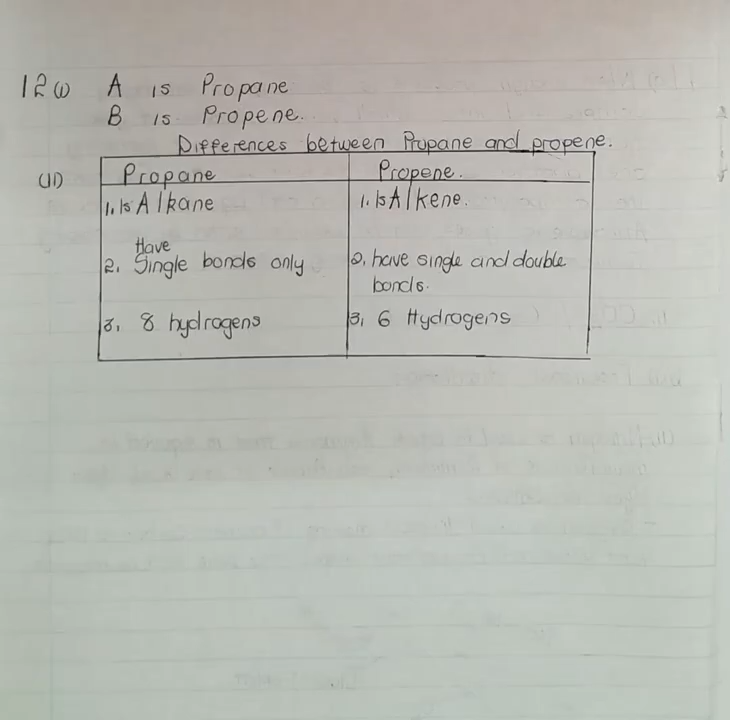 12(i) A is Propane
B is Propene.
Differences between Propane and propene.
(ii) Propane Propene.
1. Is Alkane 1. Is Alkene.
Have
2. Single bonds only 2. have single and double
bonds.
3. 8 hydrogens 3. 6 Hydrogens